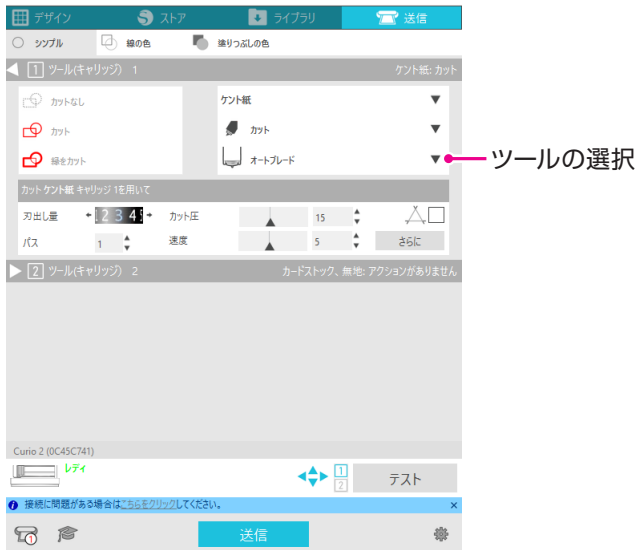 デザイン ストア ライブラリ 送信
シンプル 線の色 塗りつぶしの色
1 ツール(キャリッジ) 1 ケント紙: カット
カットなし ケント紙
カット カット
縁をカット オートブレード
ツールの選択
カット ケント紙 キャリッジ 1を用いて
刃出し量 2 3 4 カット圧 15
パス 1 速度 5 さらに
2 ツール(キャリッジ) 2 カードストック、無地: アクションがありません
Curio 2 (0C45C741)
レディ
1
2
テスト
接続に問題がある場合はこちらをクリックしてください。 ×
1 送信